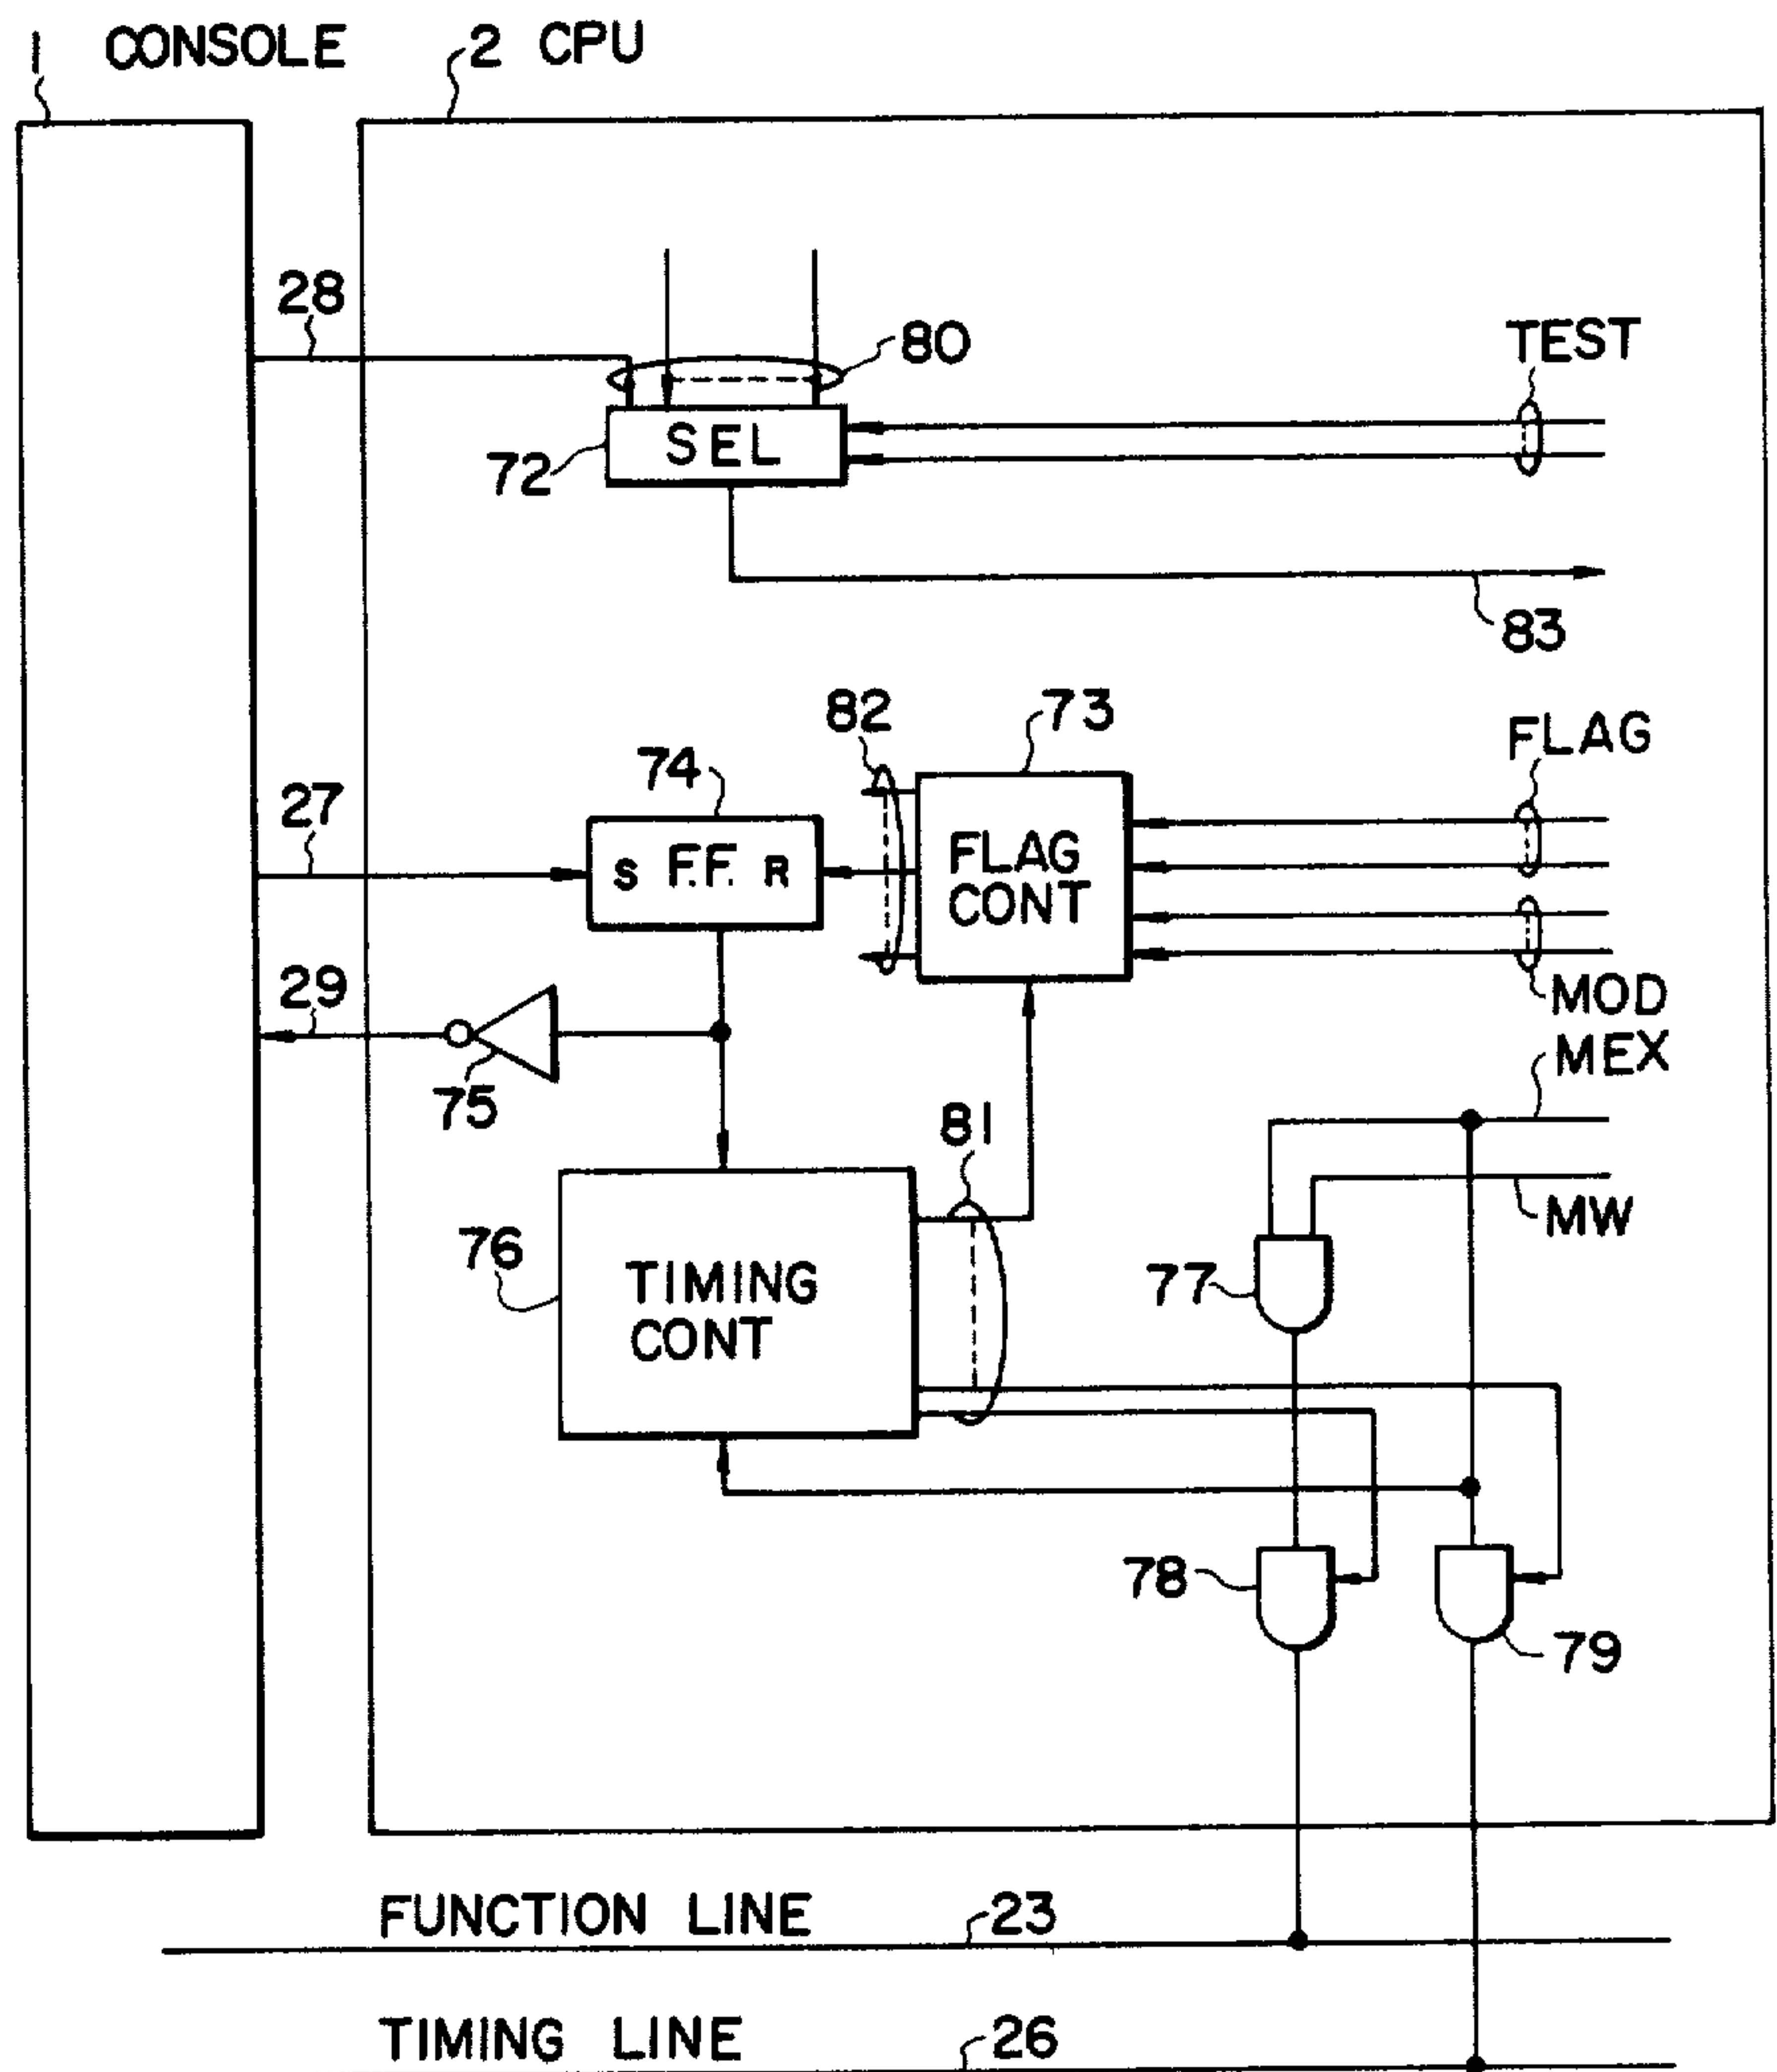 1 CONSOLE
2 CPU
28
80
TEST
SEL
72
83
82
73
FLAG
74
27
S F.F. R
FLAG
CONT
29
MOD
75
MEX
81
MW
76
TIMING
CONT
77
78
79
FUNCTION LINE
23
TIMING LINE
26